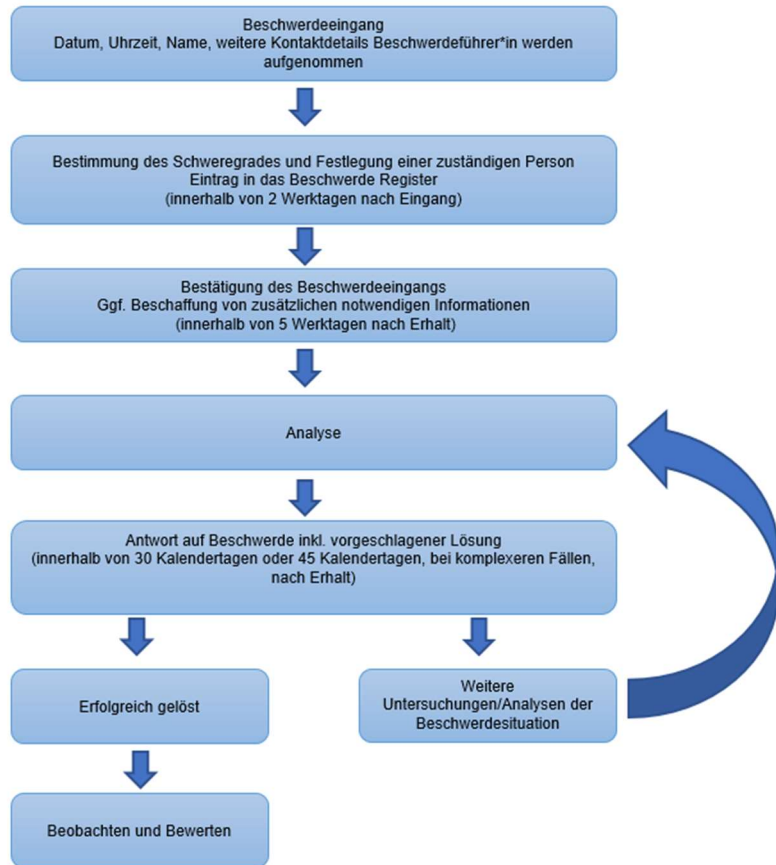 Beschwerdeeingang
Datum, Uhrzeit, Name, weitere Kontaktdetails Beschwerdeführer*in werden
aufgenommen
Bestimmung des Schweregrades und Festlegung einer zuständigen Person
Eintrag in das Beschwerde Register
(innerhalb von 2 Werktagen nach Eingang)
Bestätigung des Beschwerdeeingangs
Ggf. Beschaffung von zusätzlichen notwendigen Informationen
(innerhalb von 5 Werktagen nach Erhalt)
Analyse
Antwort auf Beschwerde inkl. vorgeschlagener Lösung
(innerhalb von 30 Kalendertagen oder 45 Kalendertagen, bei komplexeren Fällen,
nach Erhalt)
Erfolgreich gelöst
Weitere
Untersuchungen/Analysen der
Beschwerdesituation
Beobachten und Bewerten